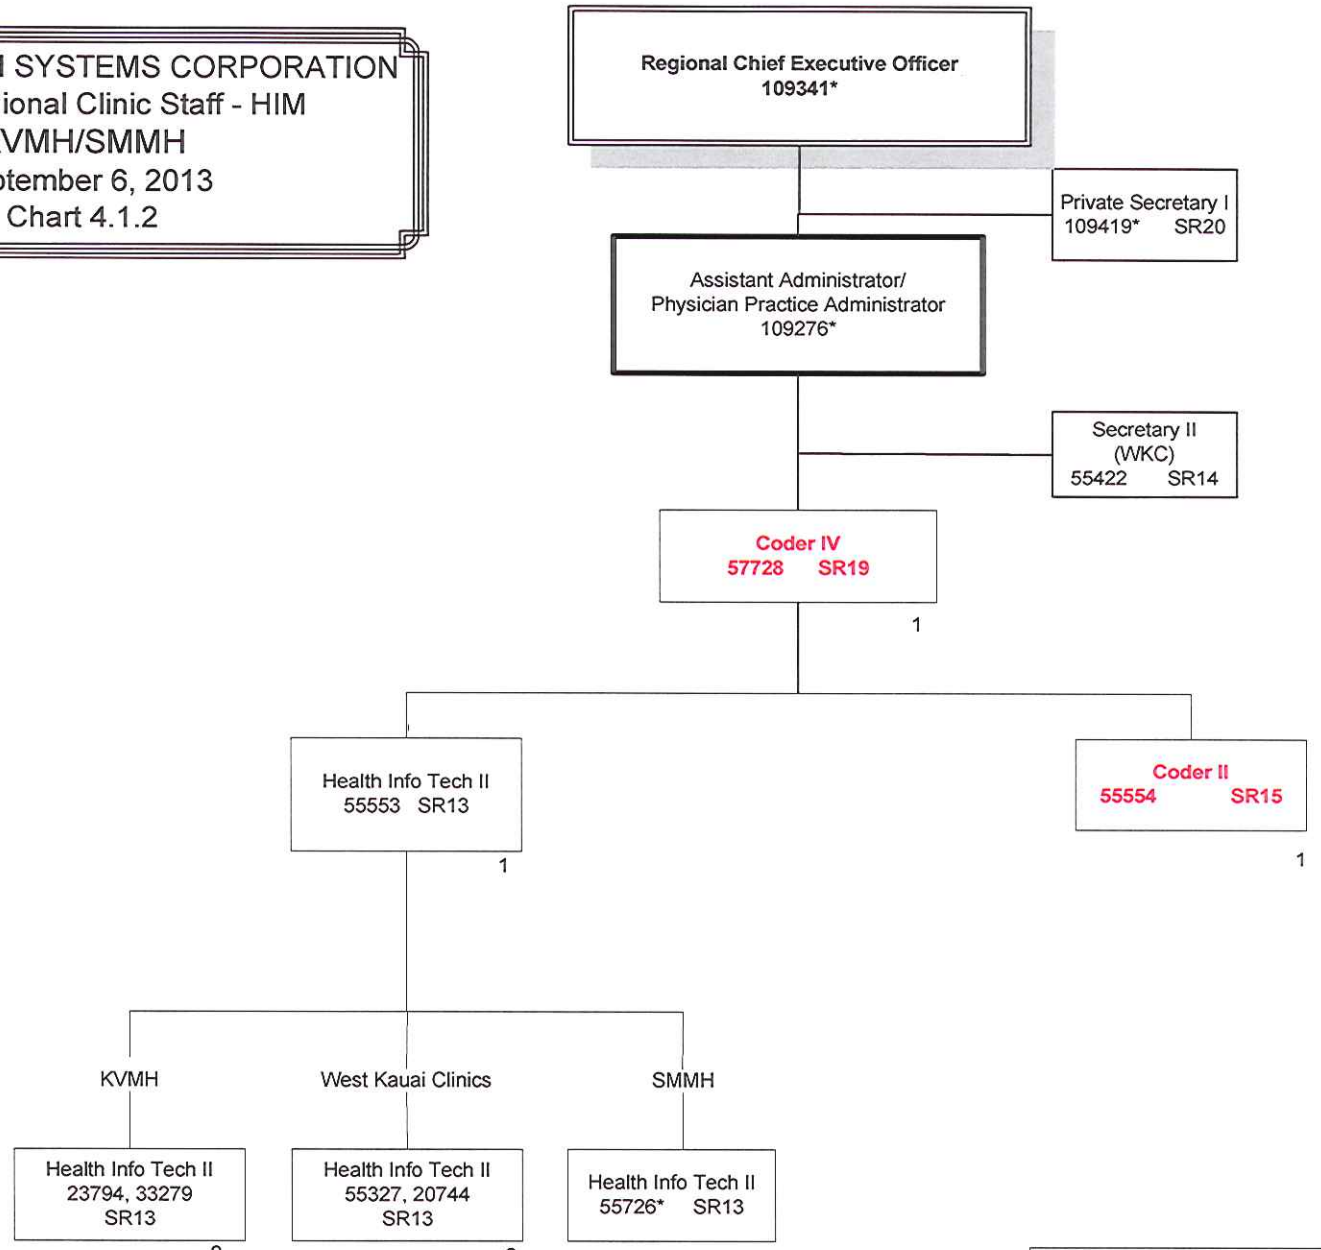 SYSTEMS CORPORATION
Clinic Staff - HIM
VMH/SMMH
September 6, 2013
Chart 4.1.2
Regional Chief Executive Officer
109341*
Private Secretary I
109419* SR20
Assistant Administrator/
Physician Practice Administrator
109276*
Secretary II
(WKC)
55422 SR14
Coder IV
57728 SR19
1
Health Info Tech II
55553 SR13
1
Coder II
55554 SR15
1
KVMH
West Kauai Clinics
SMMH
Health Info Tech II
23794, 33279
SR13
Health Info Tech II
55327, 20744
SR13
Health Info Tech II
55726* SR13